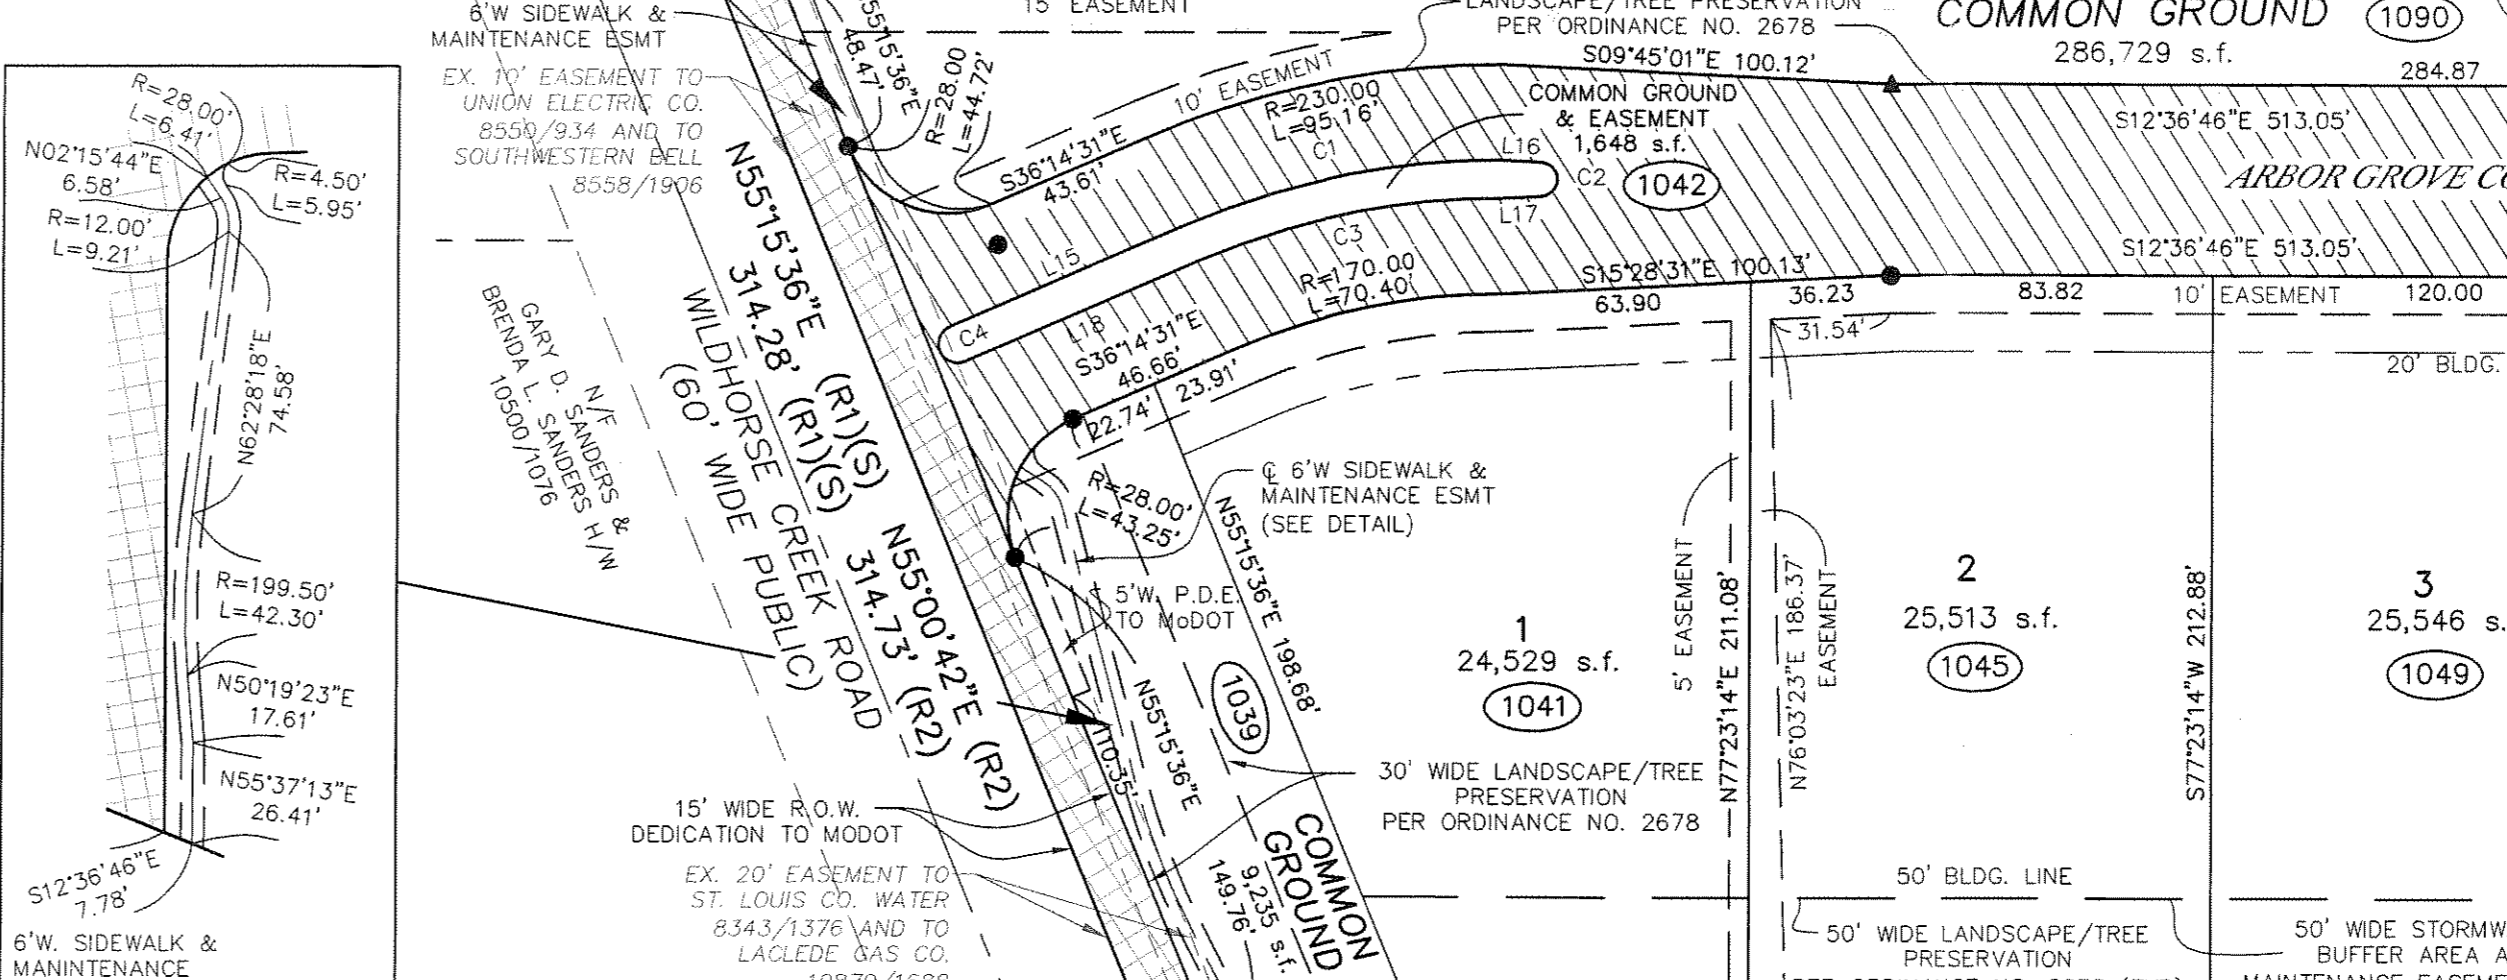 6'W SIDEWALK &
MAINTENANCE ESMT
EX. 10' EASEMENT TO
UNION ELECTRIC CO.
8550/934 AND TO
SOUTHWESTERN BELL
8558/1906
R=28.00'
L=6.41'
N02°15'44"E
6.58'
R=4.50'
L=5.95'
R=12.00'
L=9.21'
N62°28'18"E
74.58'
R=199.50'
L=42.30'
N50°19'23"E
17.61'
N55°37'13"E
26.41'
S12°36'46"E
7.78'
6'W. SIDEWALK &
MANINTENANCE
15' EASEMENT
LANDSCAPE/TREE PRESERVATION
PER ORDINANCE NO. 2678
COMMON GROUND
1090
286,729 s.f.
55°15'36"E
48.47'
R=28.00
L=44.72'
10' EASEMENT
S36°14'31"E
43.61'
R=230.00
L=95.16'
C1
S09°45'01"E 100.12'
284.87
COMMON GROUND
& EASEMENT
1,648 s.f.
1042
L16
C2
L17
C3
L15
C4
L18
S12°36'46"E 513.05'
ARBOR GROVE CO
S12°36'46"E 513.05'
R=170.00
L=70.40'
S15°28'31"E 100.13'
63.90
36.23
83.82
10' EASEMENT
120.00
31.54'
20' BLDG.
S36°14'31"E
46.66'
22.74'
23.91'
N55°15'36"E (R1)(S)
314.28' (R1)(S)
N55°00'42"E (R2)
314.73' (R2)
WILDHORSE CREEK ROAD
(60' WIDE PUBLIC)
N/F
GARY D. SANDERS &
BRENDA L. SANDERS H/W
10500/1076
R=28.00'
L=43.25'
℄ 6'W SIDEWALK &
MAINTENANCE ESMT
(SEE DETAIL)
5'W. P.D.E.
TO MoDOT
N55°15'36"E 198.68'
N55°15'36"E
110.35'
1039
1
24,529 s.f.
1041
5' EASEMENT
N77°23'14"E 211.08'
N76°03'23"E 186.37'
EASEMENT
2
25,513 s.f.
1045
S77°23'14"W 212.88'
3
25,546 s.
1049
30' WIDE LANDSCAPE/TREE
PRESERVATION
PER ORDINANCE NO. 2678
15' WIDE R.O.W.
DEDICATION TO MODOT
EX. 20' EASEMENT TO
ST. LOUIS CO. WATER
8343/1376 AND TO
LACLEDE GAS CO.
COMMON
GROUND
9,235 s.f.
149.76'
50' BLDG. LINE
50' WIDE LANDSCAPE/TREE
PRESERVATION
50' WIDE STORMW
BUFFER AREA A